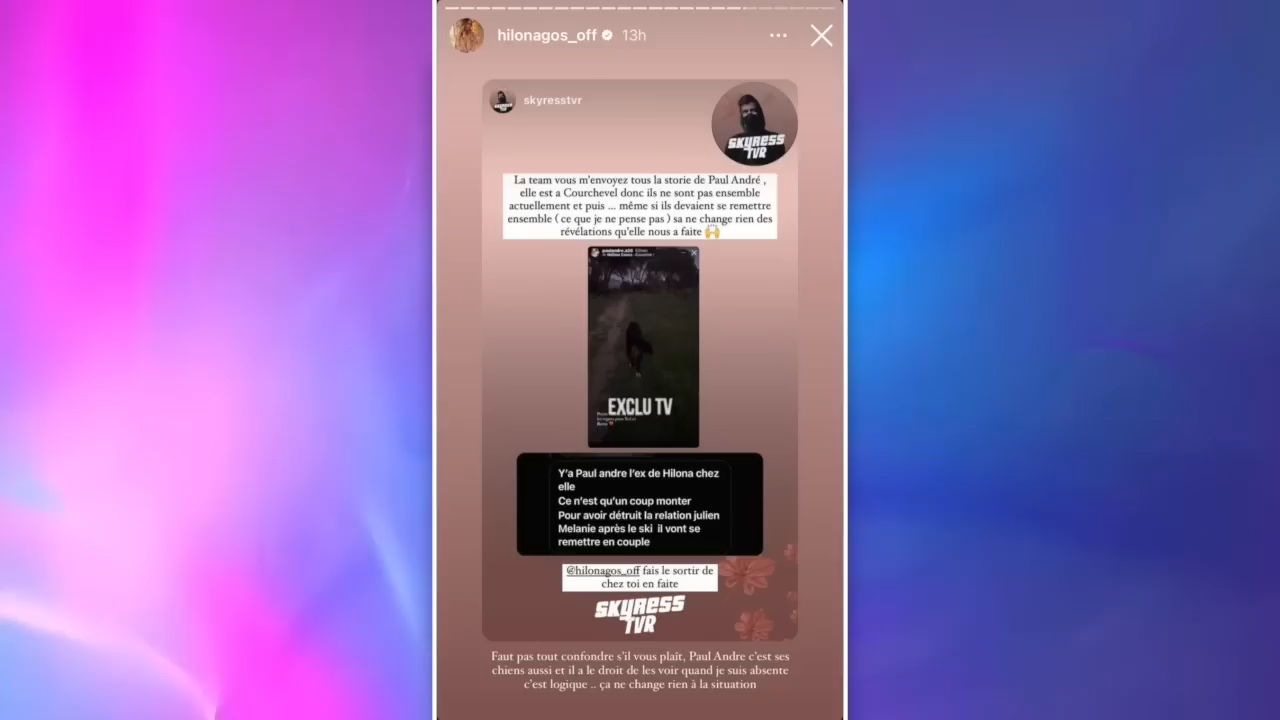 hilonagos_off 13h
skyresstvr
SKYRESS
TVR
La team vous m'envoyez tous la storie de Paul André ,
elle est a Courchevel donc ils ne sont pas ensemble
actuellement et puis ... même si ils devaient se remettre
ensemble ( ce que je ne pense pas ) sa ne change rien des
révélations qu'elle nous a faite 🙌
EXCLU TV
Y'a Paul andre l'ex de Hilona chez
elle
Ce n'est qu'un coup monter
Pour avoir détruit la relation julien
Melanie après le ski il vont se
remettre en couple
@hilonagos_off fais le sortir de
chez toi en faite
SKYRESS
TVR
Faut pas tout confondre s'il vous plaît, Paul Andre c'est ses
chiens aussi et il a le droit de les voir quand je suis absente
c'est logique .. ça ne change rien à la situation